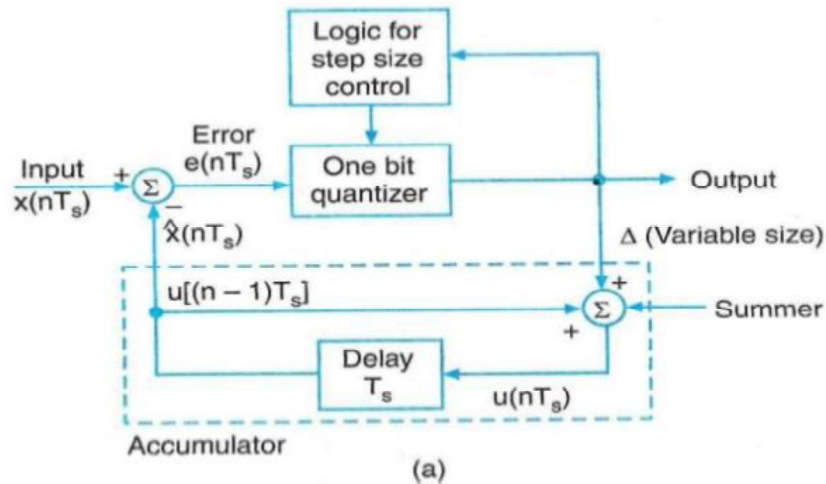 Logic for
step size
control
Error
e(nTₛ)
Input
x(nTₛ)
+
Σ
−
x̂(nTₛ)
One bit
quantizer
Output
Δ (Variable size)
u[(n − 1)Tₛ]
+
+
Σ
Summer
Delay
Tₛ
u(nTₛ)
Accumulator
(a)